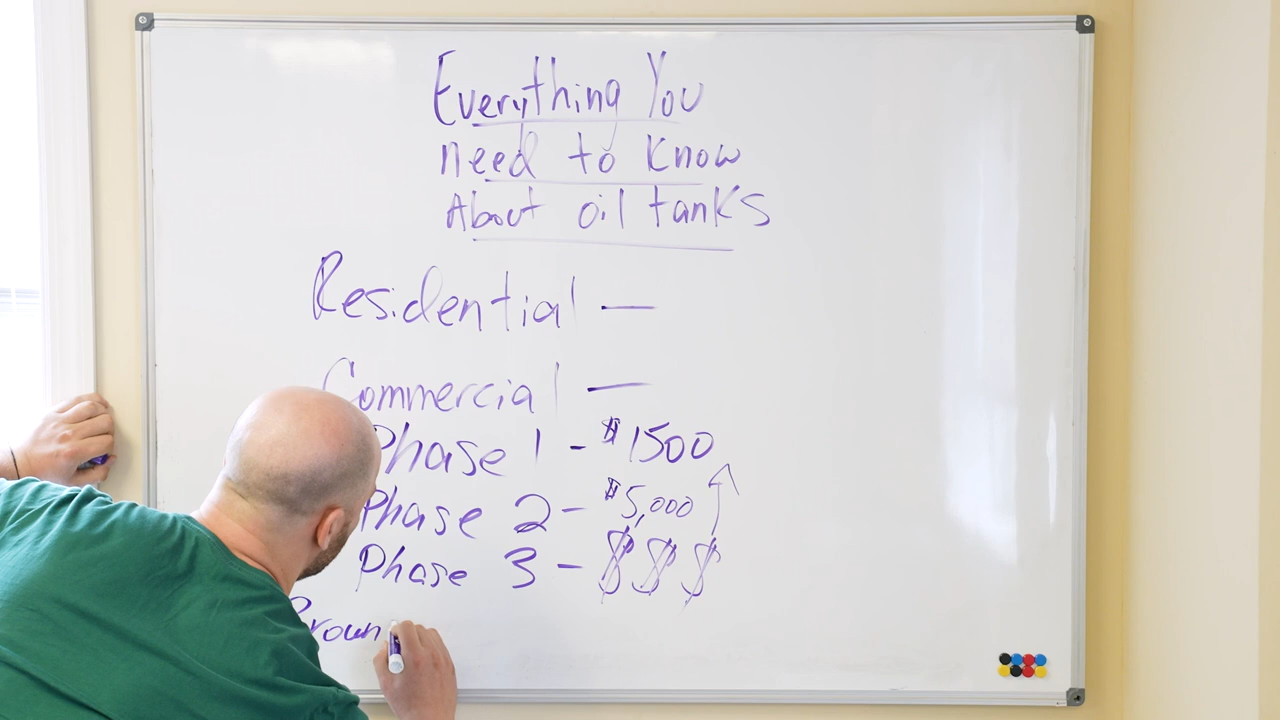 Everything You
need to know
About oil tanks
Residential —
Commercial —
Phase 1 - $1500
Phase 2 - $5,000
Phase 3 - $$$